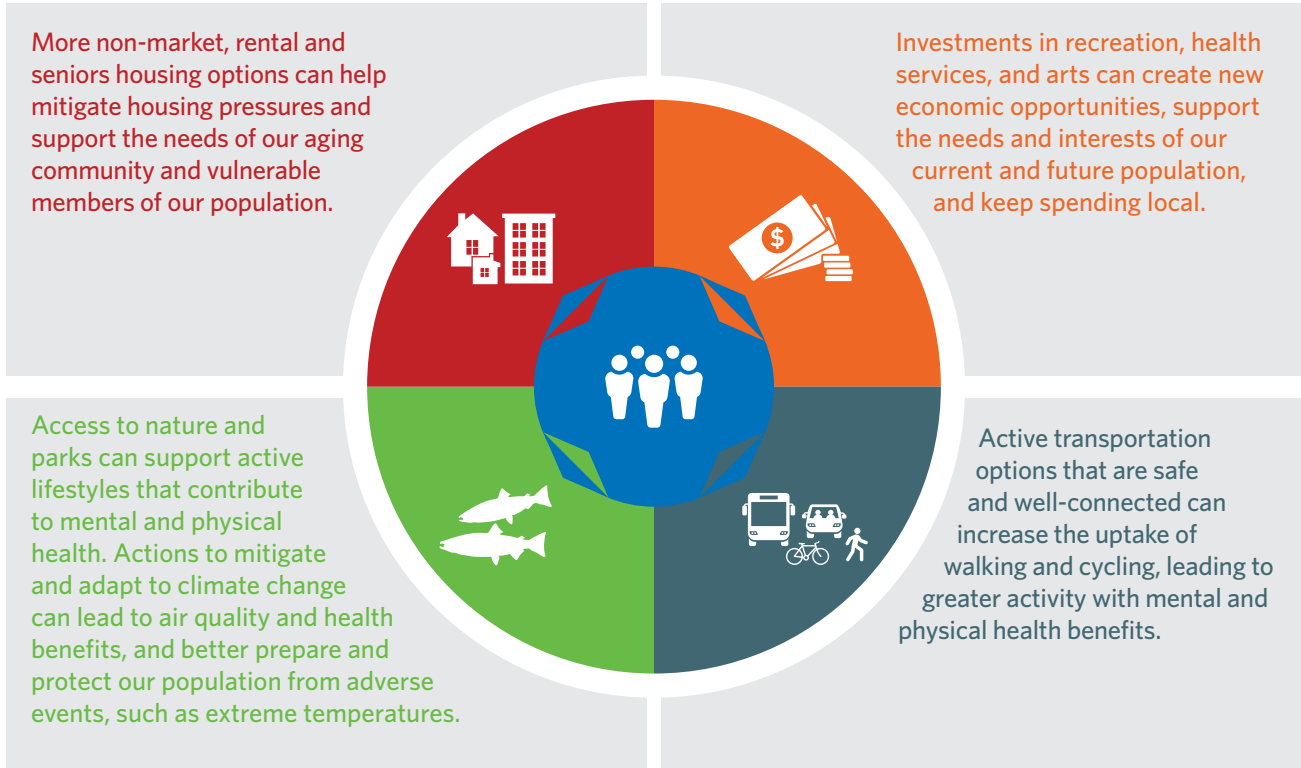 More non-market, rental and
seniors housing options can help
mitigate housing pressures and
support the needs of our aging
community and vulnerable
members of our population.
Investments in recreation, health
services, and arts can create new
economic opportunities, support
the needs and interests of our
current and future population,
and keep spending local.
$
Access to nature and
parks can support active
lifestyles that contribute
to mental and physical
health. Actions to mitigate
and adapt to climate change
can lead to air quality and health
benefits, and better prepare and
protect our population from adverse
events, such as extreme temperatures.
Active transportation
options that are safe
and well-connected can
increase the uptake of
walking and cycling, leading to
greater activity with mental and
physical health benefits.